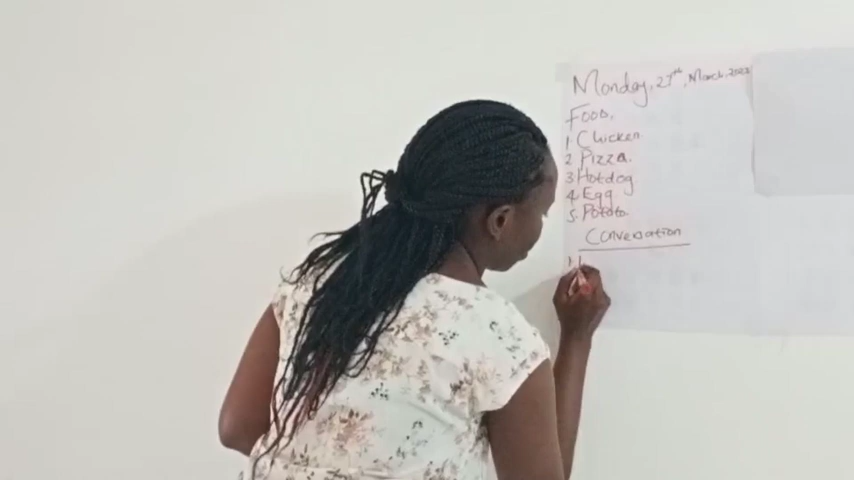 Monday, 27th, March, 2023
Food,
1. Chicken
2 Pizza.
3 Hotdog
4. Egg
5. Potato
Conversation